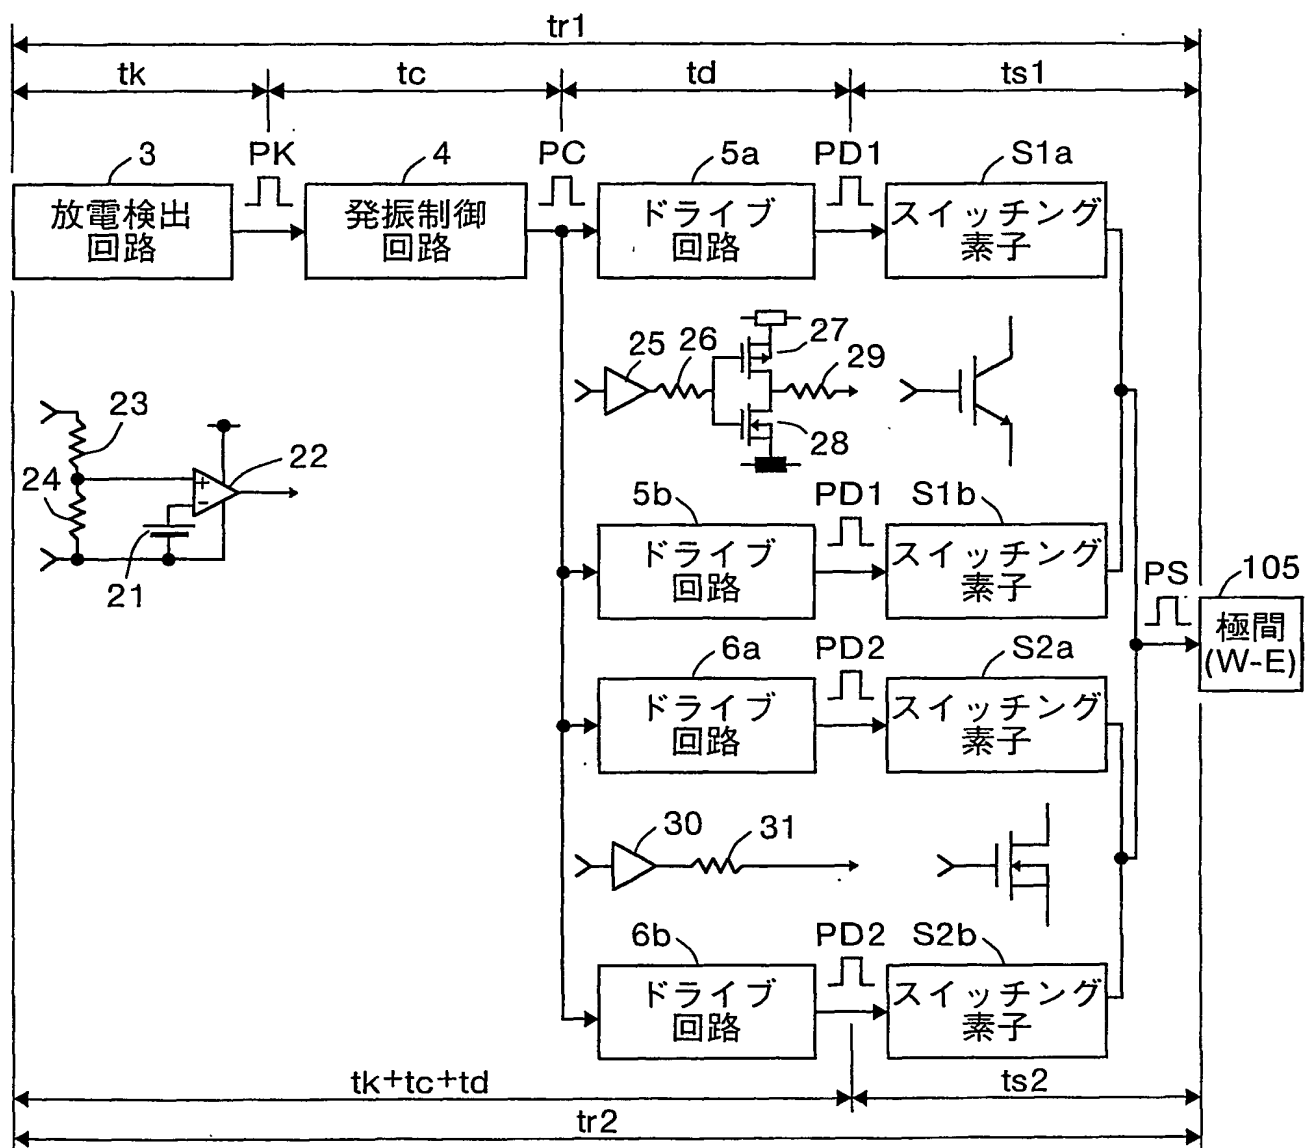 tr1
tk
tc
td
ts1
3
PK
4
PC
5a
PD1
S1a
放電検出
回路
発振制御
回路
ドライブ
回路
スイッチング
素子
25
26
27
29
28
23
24
22
21
5b
PD1
S1b
ドライブ
回路
スイッチング
素子
PS
105
極間
(W-E)
6a
PD2
S2a
ドライブ
回路
スイッチング
素子
30
31
6b
PD2
S2b
ドライブ
回路
スイッチング
素子
tk+tc+td
ts2
tr2